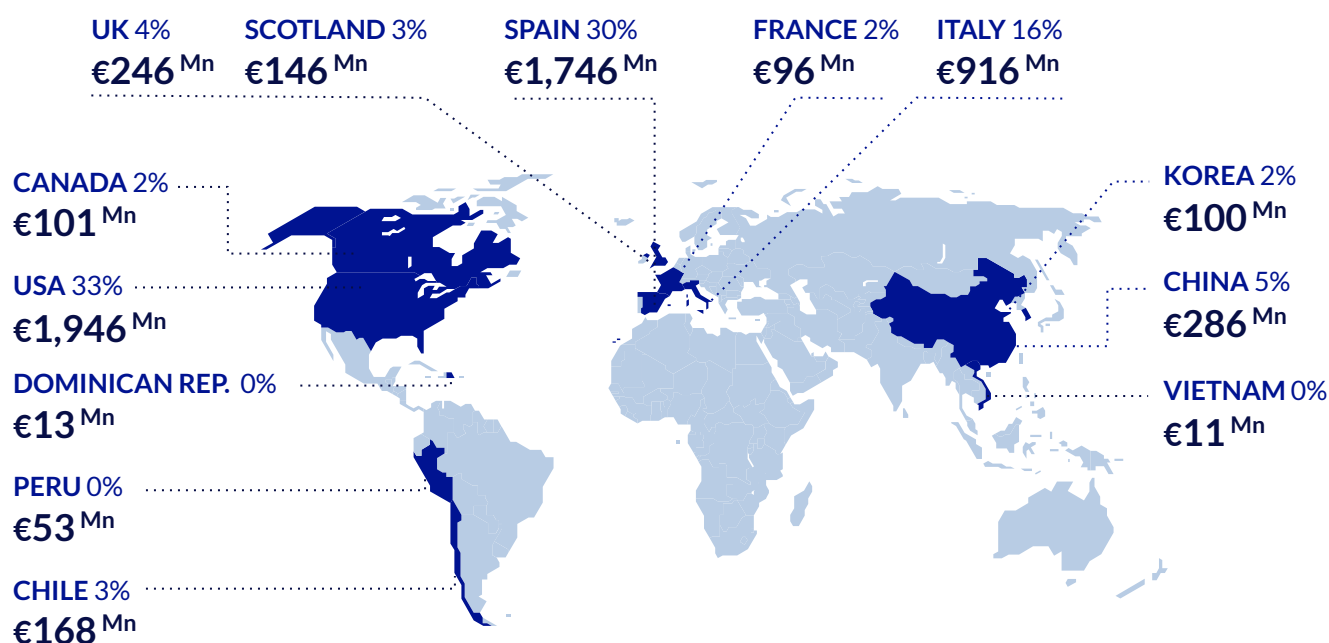 UK 4%
€246 Mn
SCOTLAND 3%
€146 Mn
SPAIN 30%
€1,746 Mn
FRANCE 2%
€96 Mn
ITALY 16%
€916 Mn
CANADA 2%
€101 Mn
USA 33%
€1,946 Mn
DOMINICAN REP. 0%
€13 Mn
PERU 0%
€53 Mn
CHILE 3%
€168 Mn
KOREA 2%
€100 Mn
CHINA 5%
€286 Mn
VIETNAM 0%
€11 Mn